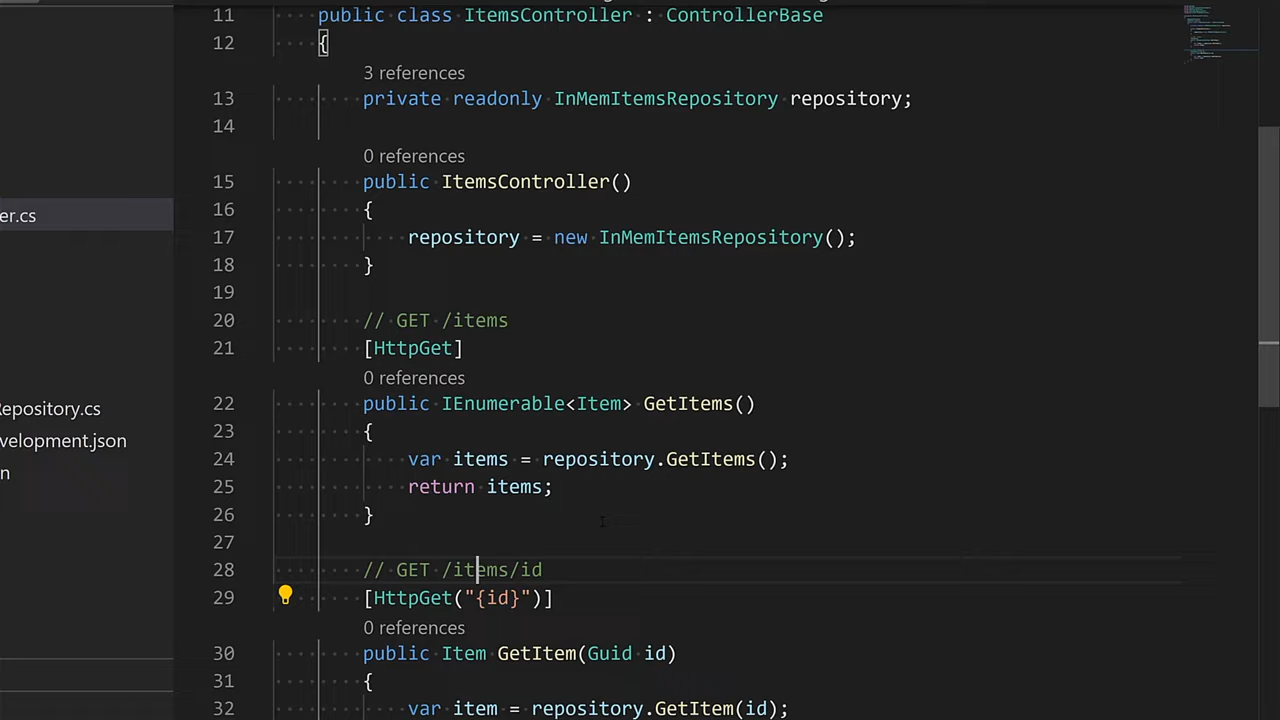 11 public class ItemsController : ControllerBase
12 {
3 references
13 private readonly InMemItemsRepository repository;
14
0 references
15 public ItemsController()
er.cs
16 {
17 repository = new InMemItemsRepository();
18 }
19
20 // GET /items
21 [HttpGet]
0 references
22 public IEnumerable<Item> GetItems()
epository.cs
23 {
velopment.json
24 var items = repository.GetItems();
n
25 return items;
26 }
27
28 // GET /items/id
29 [HttpGet("{id}")]
0 references
30 public Item GetItem(Guid id)
31 {
32 var item = repository.GetItem(id);